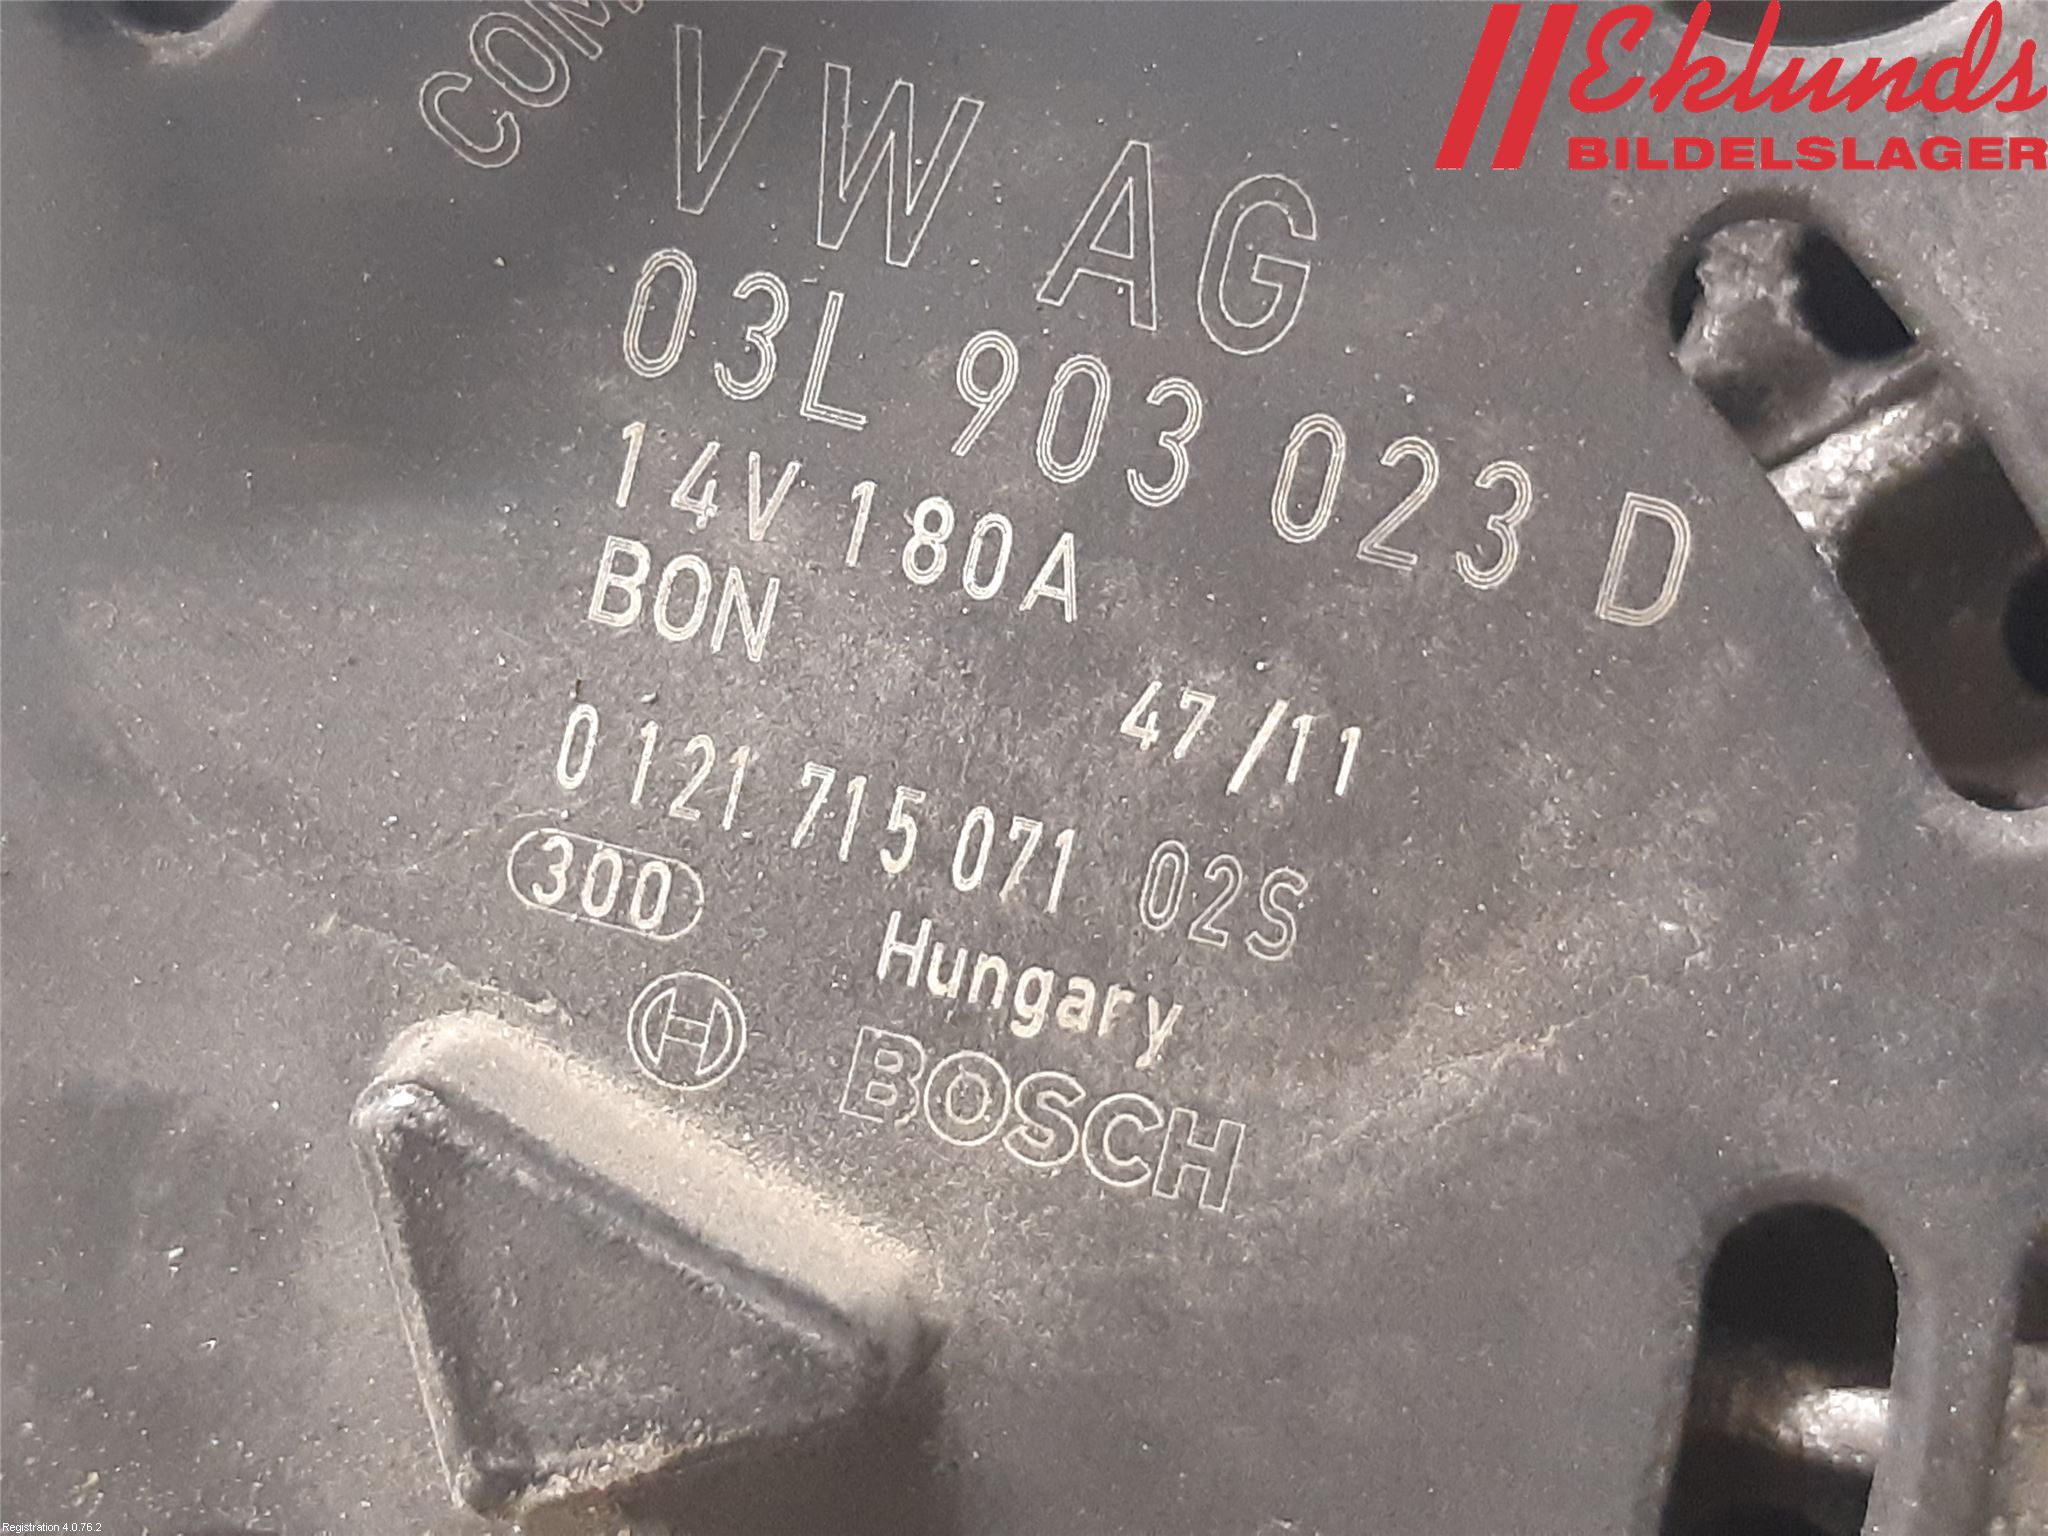 Eklunds
BILDELSLAGER
COM
VW AG
03L 903 023 D
14V 180A
BON
47/11
0 121 715 071 02S
300
Hungary
BOSCH
Registration 4.0.76.2